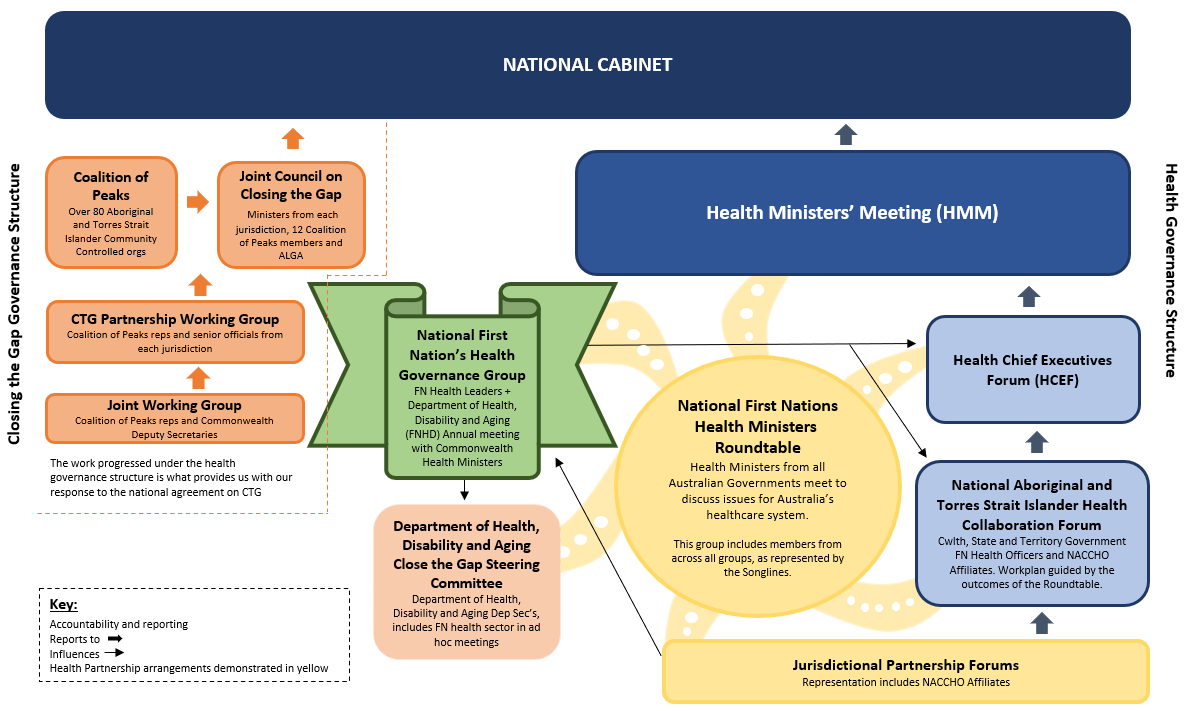 NATIONAL CABINET
Closing the Gap Governance Structure
Coalition of
Peaks
Over 80 Aboriginal
and Torres Strait
Islander Community
Controlled orgs
Joint Council on
Closing the Gap
Ministers from each
jurisdiction, 12 Coalition
of Peaks members and
ALGA
CTG Partnership Working Group
Coalition of Peaks reps and senior officials from
each jurisdiction
Joint Working Group
Coalition of Peaks reps and Commonwealth
Deputy Secretaries
The work progressed under the health
governance structure is what provides us with our
response to the national agreement on CTG
National First
Nation's Health
Governance Group
FN Health Leaders +
Department of Health,
Disability and Aging
(FNHD) Annual meeting
with Commonwealth
Health Ministers
Department of Health,
Disability and Aging
Close the Gap Steering
Committee
Department of Health,
Disability and Aging Dep Sec's,
includes FN health sector in ad
hoc meetings
Health Ministers' Meeting (HMM)
Health Governance Structure
Health Chief Executives
Forum (HCEF)
National First Nations
Health Ministers
Roundtable
Health Ministers from all
Australian Governments meet to
discuss issues for Australia's
healthcare system.
This group includes members from
across all groups, as represented by
the Songlines.
National Aboriginal and
Torres Strait Islander Health
Collaboration Forum
Cwlth, State and Territory Government
FN Health Officers and NACCHO
Affiliates. Workplan guided by the
outcomes of the Roundtable.
Jurisdictional Partnership Forums
Representation includes NACCHO Affiliates
Key:
Accountability and reporting
Reports to
Influences
Health Partnership arrangements demonstrated in yellow